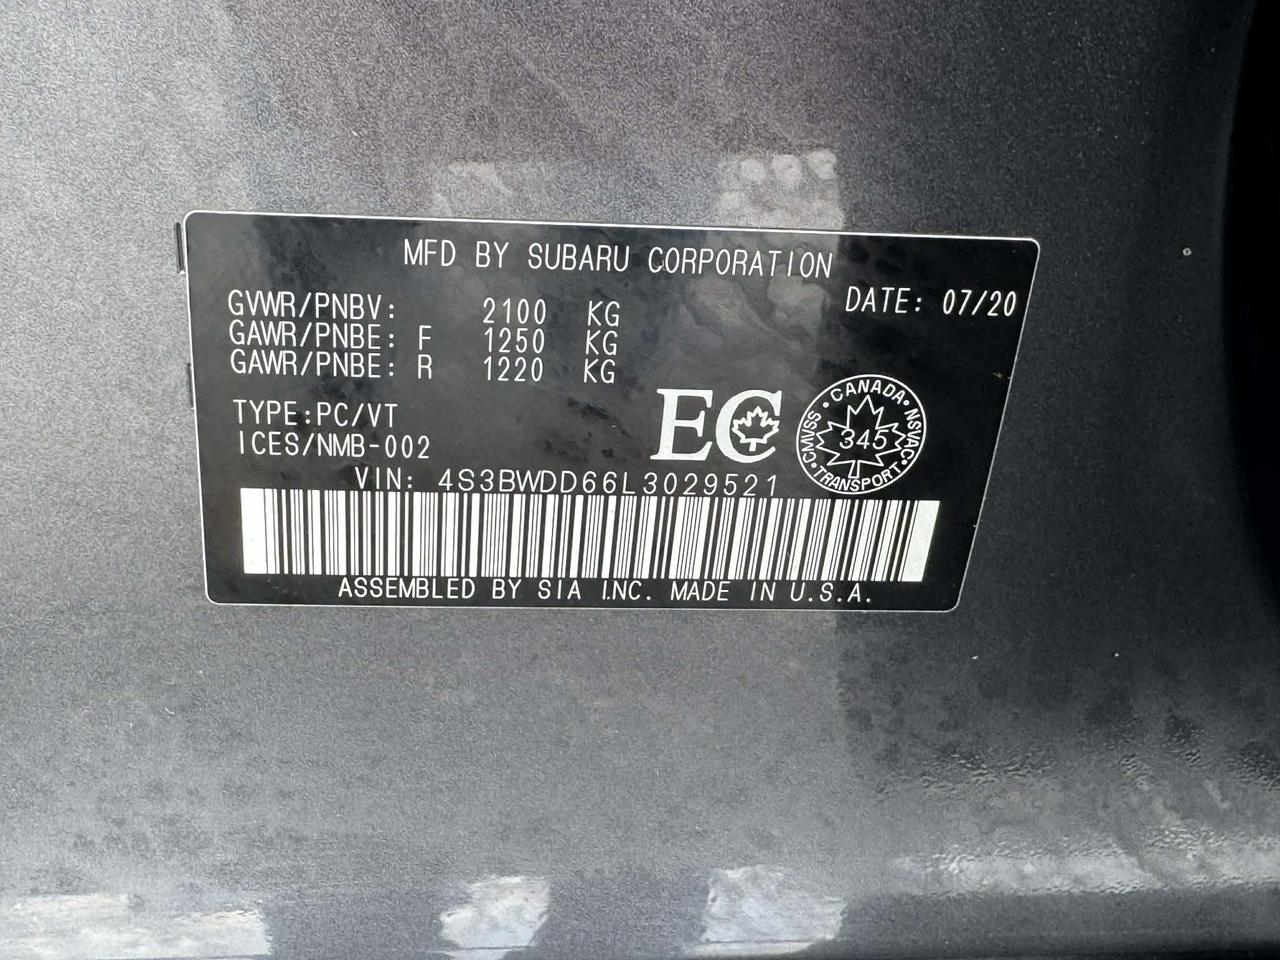 MFD BY SUBARU CORPORATION
GVWR/PNBV: 2100 KG DATE: 07/20
GAWR/PNBE: F 1250 KG
GAWR/PNBE: R 1220 KG
TYPE:PC/VT
ICES/NMB-002
EC
CANADA · NSVAC · TRANSPORT · CMVSS ·
345
VIN: 4S3BWDD66L3029521
ASSEMBLED BY SIA INC. MADE IN U.S.A.